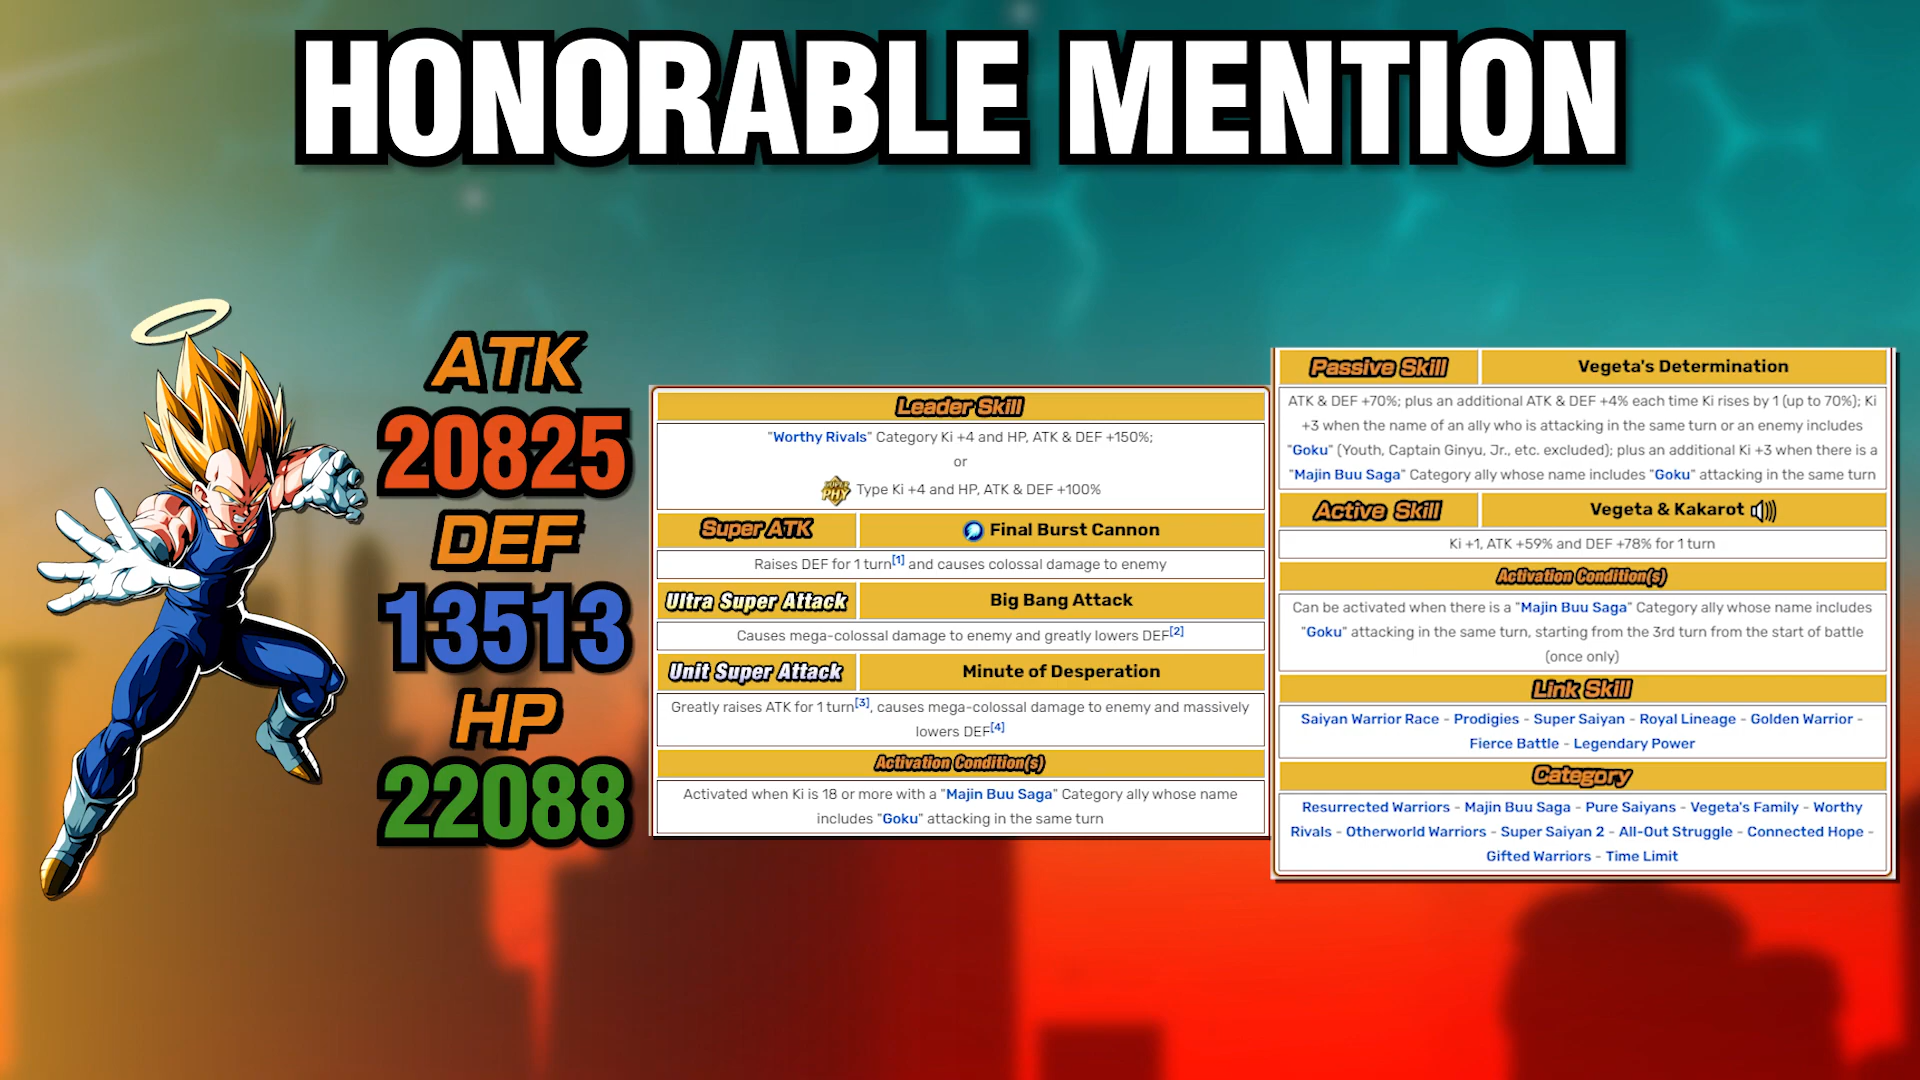 HONORABLE MENTION
ATK
20825
DEF
13513
HP
22088
Leader Skill
"Worthy Rivals" Category Ki +4 and HP, ATK & DEF +150%;
or
SUPER PHY Type Ki +4 and HP, ATK & DEF +100%
Super ATK
Final Burst Cannon
Raises DEF for 1 turn[1] and causes colossal damage to enemy
Ultra Super Attack
Big Bang Attack
Causes mega-colossal damage to enemy and greatly lowers DEF[2]
Unit Super Attack
Minute of Desperation
Greatly raises ATK for 1 turn[3], causes mega-colossal damage to enemy and massively
lowers DEF[4]
Activation Condition(s)
Activated when Ki is 18 or more with a "Majin Buu Saga" Category ally whose name
includes "Goku" attacking in the same turn
Passive Skill
Vegeta's Determination
ATK & DEF +70%; plus an additional ATK & DEF +4% each time Ki rises by 1 (up to 70%); Ki
+3 when the name of an ally who is attacking in the same turn or an enemy includes
"Goku" (Youth, Captain Ginyu, Jr., etc. excluded); plus an additional Ki +3 when there is a
"Majin Buu Saga" Category ally whose name includes "Goku" attacking in the same turn
Active Skill
Vegeta & Kakarot
Ki +1, ATK +59% and DEF +78% for 1 turn
Activation Condition(s)
Can be activated when there is a "Majin Buu Saga" Category ally whose name includes
"Goku" attacking in the same turn, starting from the 3rd turn from the start of battle
(once only)
Link Skill
Saiyan Warrior Race - Prodigies - Super Saiyan - Royal Lineage - Golden Warrior -
Fierce Battle - Legendary Power
Category
Resurrected Warriors - Majin Buu Saga - Pure Saiyans - Vegeta's Family - Worthy
Rivals - Otherworld Warriors - Super Saiyan 2 - All-Out Struggle - Connected Hope -
Gifted Warriors - Time Limit